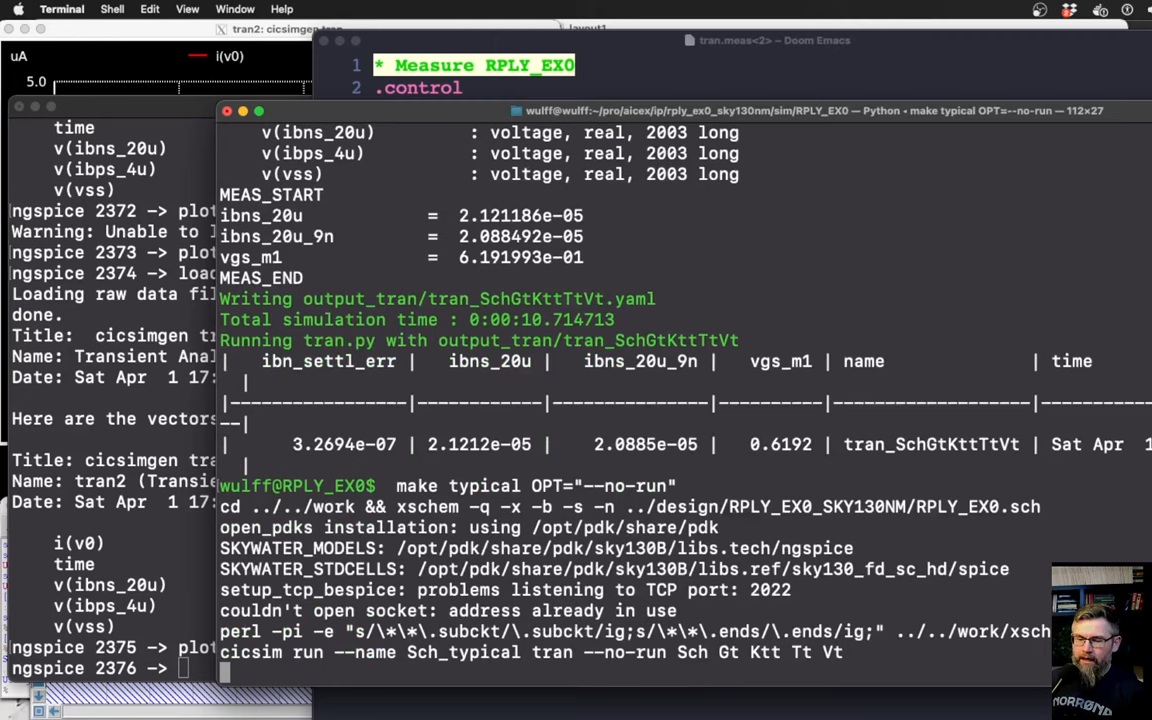 Terminal Shell Edit View Window Help
tran2: cicsimgen tran
layout1
uA
i(v0)
5.0
tran.meas<2> — Doom Emacs
1 * Measure RPLY_EX0
2 .control
time
v(ibns_20u)
v(ibps_4u)
v(vss)
ngspice 2372 -> plot
Warning: Unable to l
ngspice 2373 -> plot
ngspice 2374 -> load
Loading raw data fil
done.
Title: cicsimgen tra
Name: Transient Anal
Date: Sat Apr 1 17:
Here are the vectors
Title: cicsimgen tra
Name: tran2 (Transie
Date: Sat Apr 1 17:
i(v0)
time
v(ibns_20u)
v(ibps_4u)
v(vss)
ngspice 2375 -> plot
ngspice 2376 ->
wulff@wulff:~/pro/aicex/ip/rply_ex0_sky130nm/sim/RPLY_EX0 — Python ◂ make typical OPT=--no-run — 112×27
v(ibns_20u) : voltage, real, 2003 long
v(ibps_4u) : voltage, real, 2003 long
v(vss) : voltage, real, 2003 long
MEAS_START
ibns_20u = 2.121186e-05
ibns_20u_9n = 2.088492e-05
vgs_m1 = 6.191993e-01
MEAS_END
Writing output_tran/tran_SchGtKttTtVt.yaml
Total simulation time : 0:00:10.714713
Running tran.py with output_tran/tran_SchGtKttTtVt
| ibn_settl_err | ibns_20u | ibns_20u_9n | vgs_m1 | name | time
|
|----------------|-----------|--------------|---------|-----------------|----------
--|
| 3.2694e-07 | 2.1212e-05 | 2.0885e-05 | 0.6192 | tran_SchGtKttTtVt | Sat Apr 1
|
wulff@RPLY_EX0$ make typical OPT="--no-run"
cd ../../work && xschem -q -x -b -s -n ../design/RPLY_EX0_SKY130NM/RPLY_EX0.sch
open_pdks installation: using /opt/pdk/share/pdk
SKYWATER_MODELS: /opt/pdk/share/pdk/sky130B/libs.tech/ngspice
SKYWATER_STDCELLS: /opt/pdk/share/pdk/sky130B/libs.ref/sky130_fd_sc_hd/spice
setup_tcp_bespice: problems listening to TCP port: 2022
couldn't open socket: address already in use
perl -pi -e "s/\*\*\.subckt/\.subckt/ig;s/\*\*\.ends/\.ends/ig;" ../../work/xsch
cicsim run --name Sch_typical tran --no-run Sch Gt Ktt Tt Vt
NORRØNA